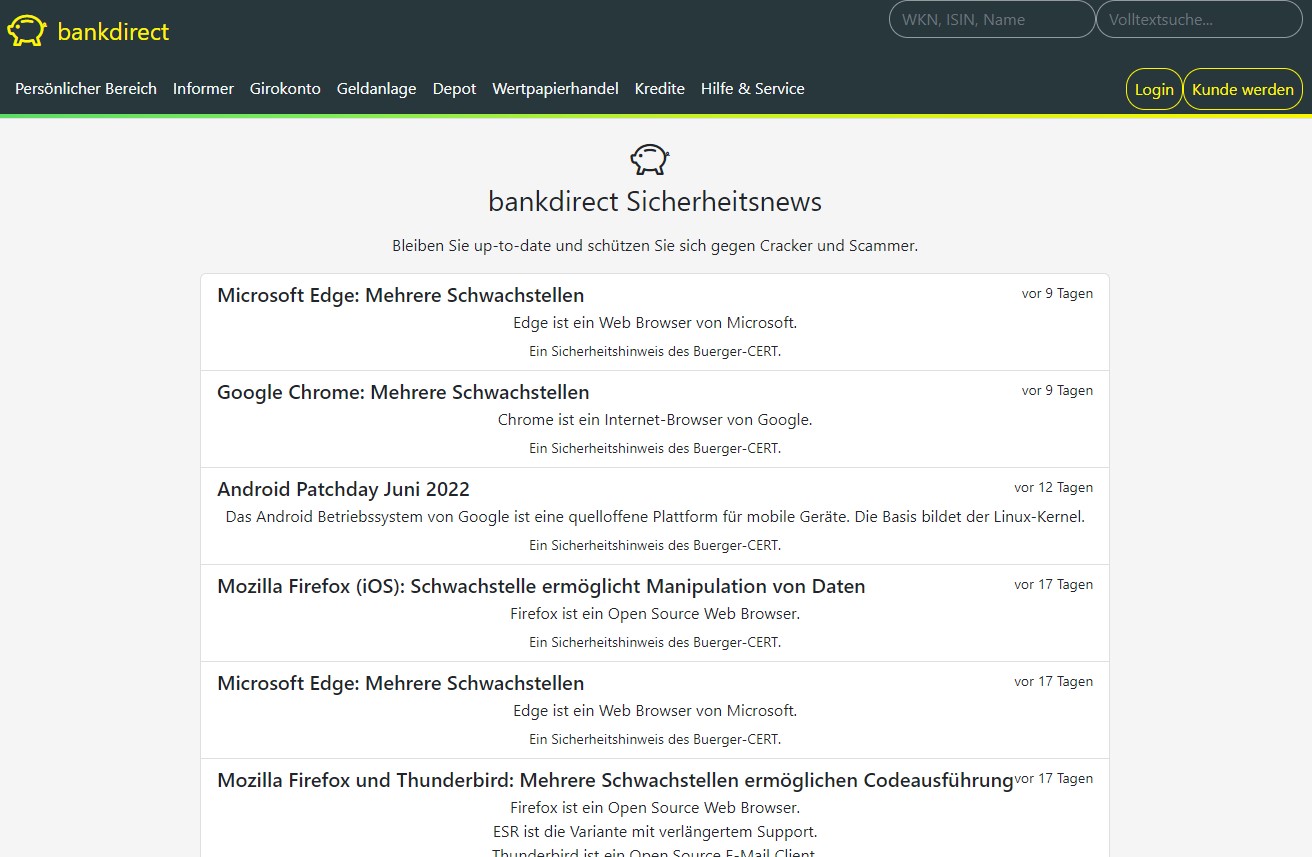 bankdirect
WKN, ISIN, Name
Volltextsuche...
Persönlicher Bereich Informer Girokonto Geldanlage Depot Wertpapierhandel Kredite Hilfe & Service
Login
Kunde werden
bankdirect Sicherheitsnews
Bleiben Sie up-to-date und schützen Sie sich gegen Cracker und Scammer.
Microsoft Edge: Mehrere Schwachstellen
vor 9 Tagen
Edge ist ein Web Browser von Microsoft.
Ein Sicherheitshinweis des Buerger-CERT.
Google Chrome: Mehrere Schwachstellen
vor 9 Tagen
Chrome ist ein Internet-Browser von Google.
Ein Sicherheitshinweis des Buerger-CERT.
Android Patchday Juni 2022
vor 12 Tagen
Das Android Betriebssystem von Google ist eine quelloffene Plattform für mobile Geräte. Die Basis bildet der Linux-Kernel.
Ein Sicherheitshinweis des Buerger-CERT.
Mozilla Firefox (iOS): Schwachstelle ermöglicht Manipulation von Daten
vor 17 Tagen
Firefox ist ein Open Source Web Browser.
Ein Sicherheitshinweis des Buerger-CERT.
Microsoft Edge: Mehrere Schwachstellen
vor 17 Tagen
Edge ist ein Web Browser von Microsoft.
Ein Sicherheitshinweis des Buerger-CERT.
Mozilla Firefox und Thunderbird: Mehrere Schwachstellen ermöglichen Codeausführung
vor 17 Tagen
Firefox ist ein Open Source Web Browser.
ESR ist die Variante mit verlängertem Support.
Thunderbird ist ein Open Source E-Mail Client.